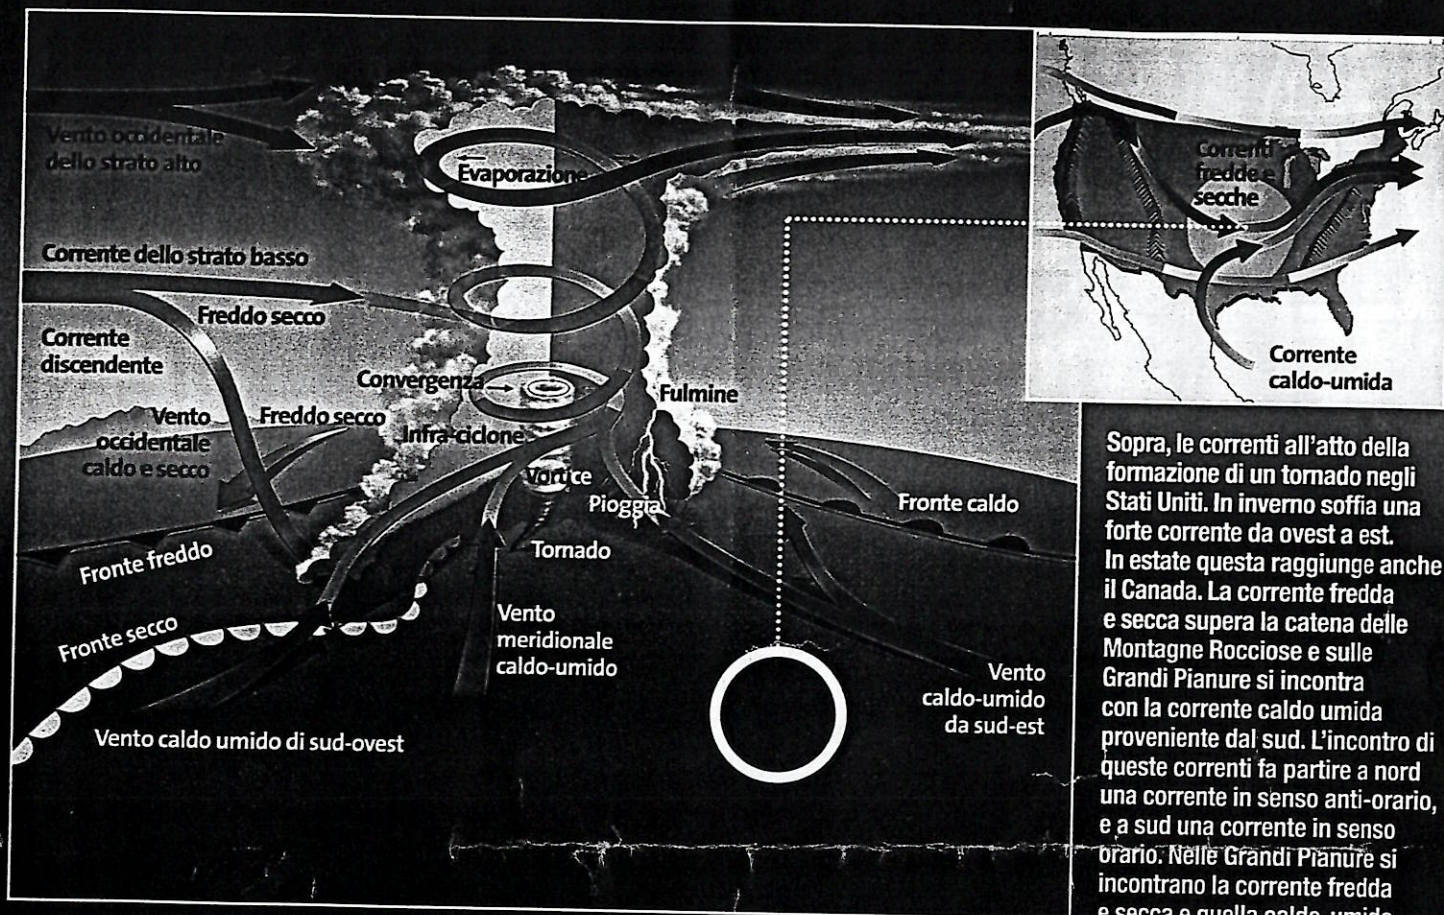 Vento occidentale
dello strato alto
Evaporazione
Corrente dello strato basso
Freddo secco
Corrente
discendente
Convergenza
Fulmine
Vento
occidentale
caldo e secco
Freddo secco
Infra-ciclone
Vortice
Pioggia
Fronte caldo
Fronte freddo
Tornado
Fronte secco
Vento
meridionale
caldo-umido
Vento
caldo-umido
da sud-est
Vento caldo umido di sud-ovest
Correnti
fredde e
secche
Corrente
caldo-umida
Sopra, le correnti all'atto della
formazione di un tornado negli
Stati Uniti. In inverno soffia una
forte corrente da ovest a est.
In estate questa raggiunge anche
il Canada. La corrente fredda
e secca supera la catena delle
Montagne Rocciose e sulle
Grandi Pianure si incontra
con la corrente caldo umida
proveniente dal sud. L'incontro di
queste correnti fa partire a nord
una corrente in senso anti-orario,
e a sud una corrente in senso
orario. Nelle Grandi Pianure si
incontrano la corrente fredda
e secca e quella caldo-umida